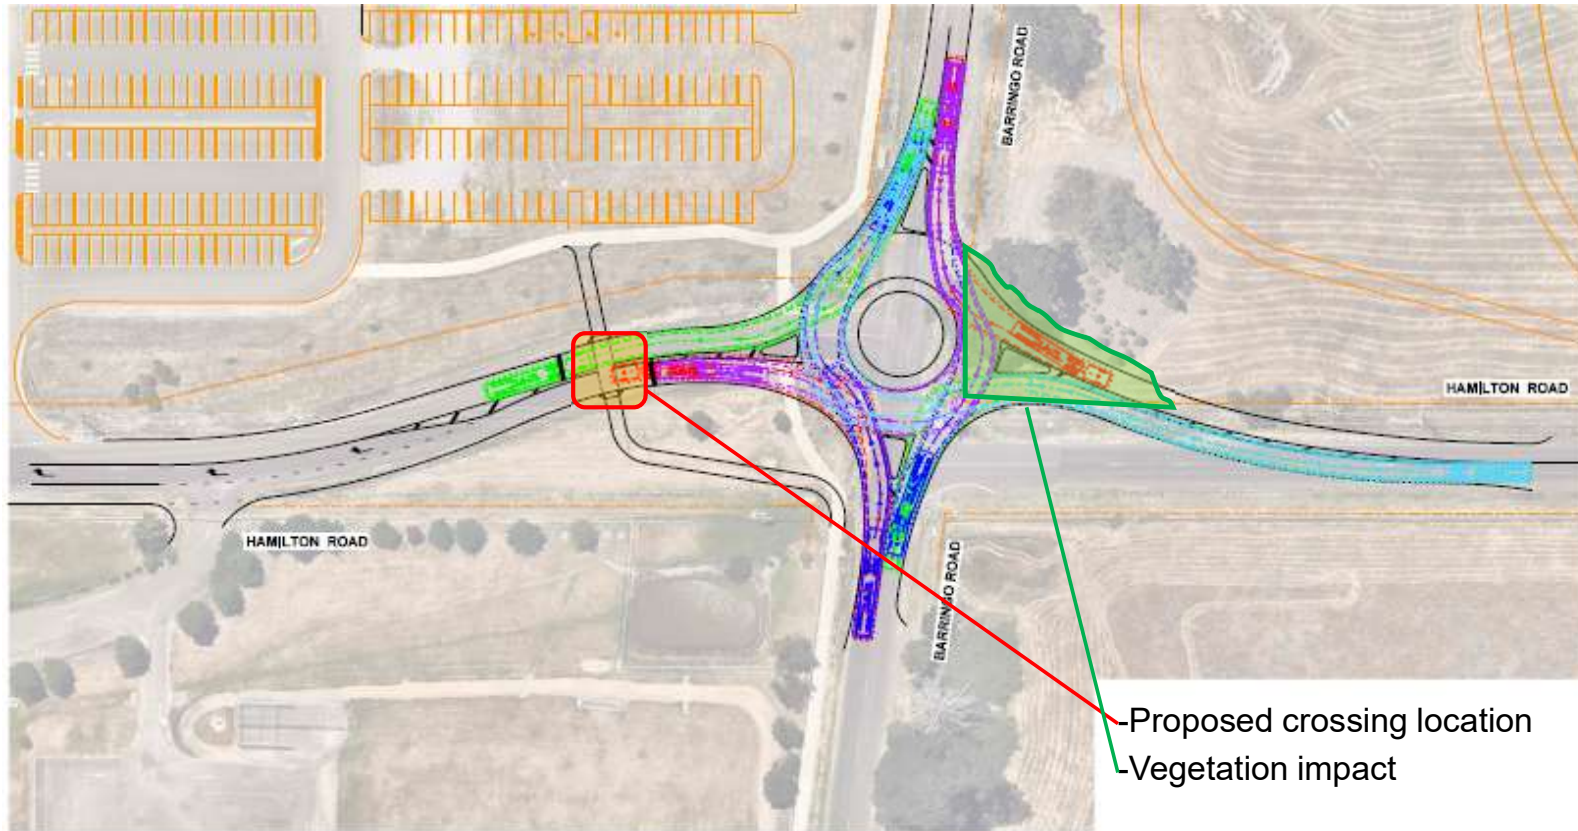 BARRINGO ROAD
HAMILTON ROAD
HAMILTON ROAD
BARRINGO ROAD
-Proposed crossing location
-Vegetation impact